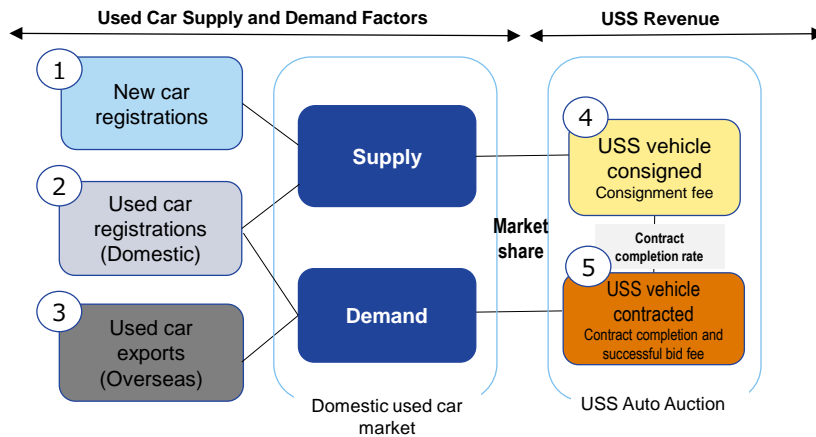 Used Car Supply and Demand Factors
USS Revenue
1
New car
registrations
2
Used car
registrations
(Domestic)
3
Used car
exports
(Overseas)
Supply
Demand
Domestic used car
market
Market
share
4
USS vehicle
consigned
Consignment fee
Contract
completion rate
5
USS vehicle
contracted
Contract completion and
successful bid fee
USS Auto Auction